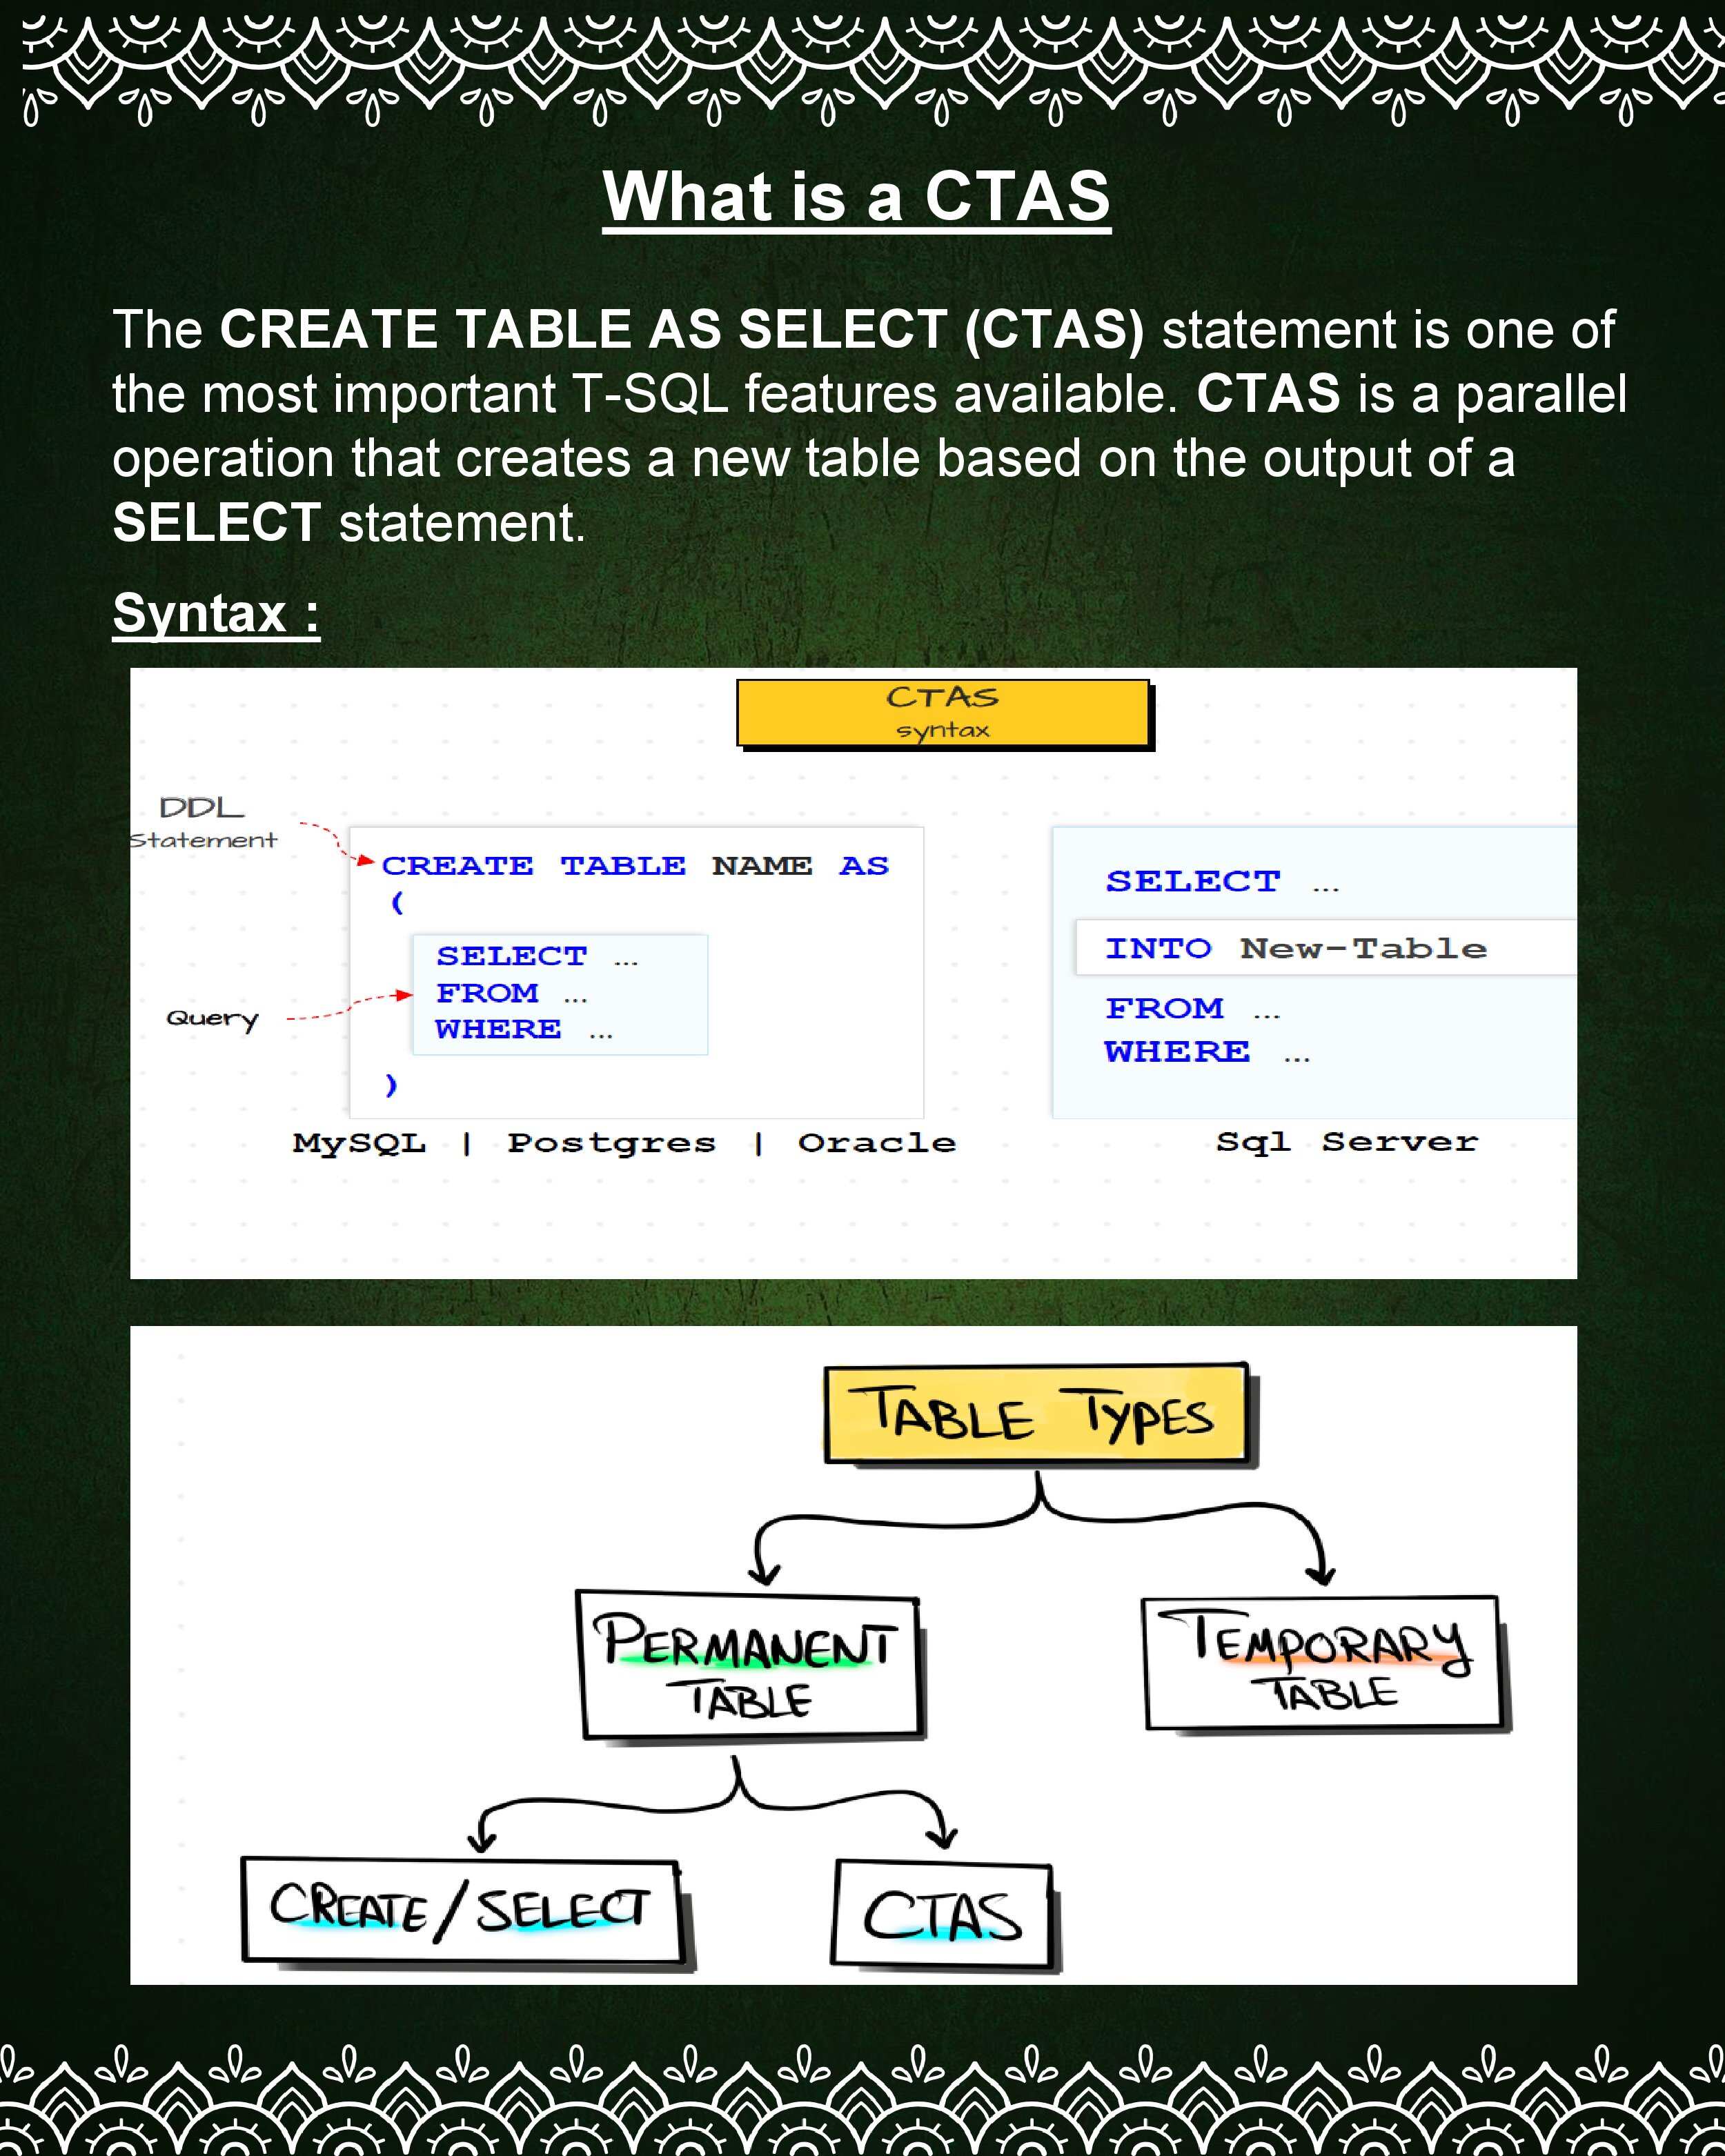 What is a CTAS
The CREATE TABLE AS SELECT (CTAS) statement is one of
the most important T-SQL features available. CTAS is a parallel
operation that creates a new table based on the output of a
SELECT statement.
Syntax :
CTAS
syntax
DDL
Statement
CREATE TABLE NAME AS
(
SELECT ...
FROM ...
WHERE ...
)
Query
MySQL | Postgres | Oracle
SELECT ...
INTO New-Table
FROM ...
WHERE ...
Sql Server
TABLE TYPES
PERMANENT
TABLE
TEMPORARY
TABLE
CREATE/SELECT
CTAS